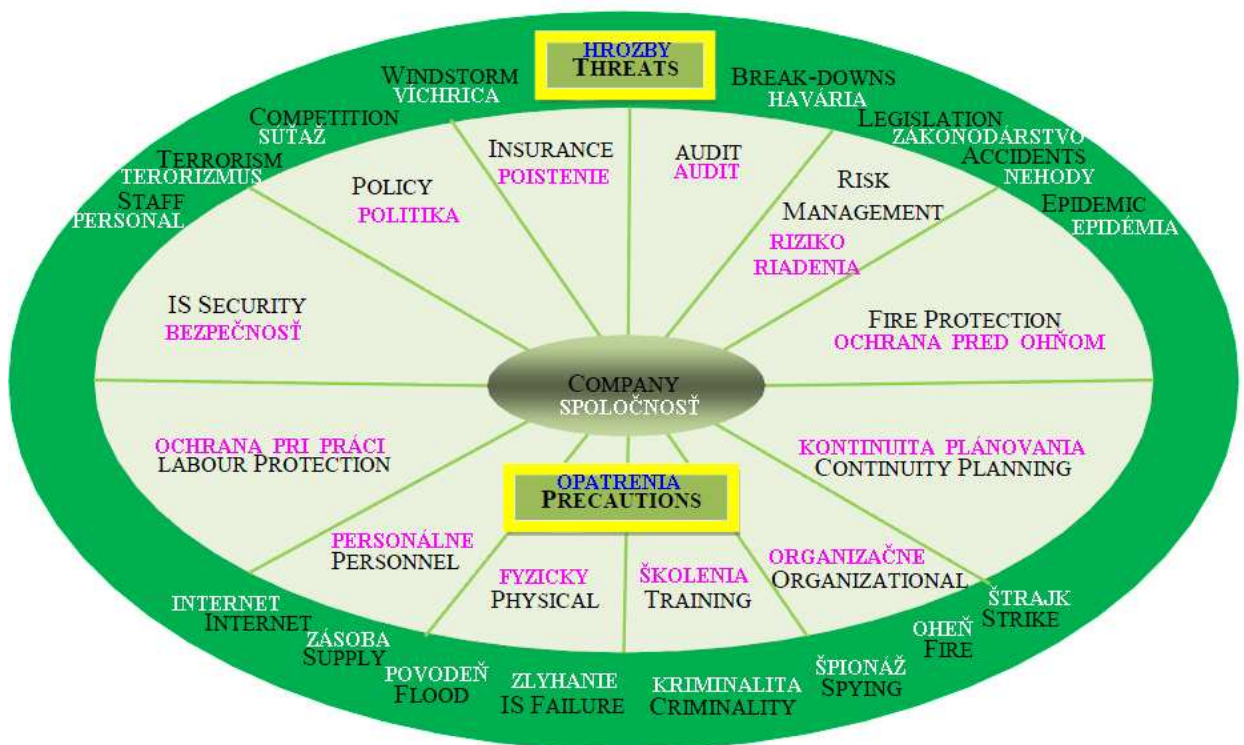 HROZBY
THREATS
WINDSTORM
VÍCHRICA
BREAK-DOWNS
HAVÁRIA
COMPETITION
SUŤAŽ
LEGISLATION
ZÁKONODÁRSTVO
TERRORISM
TERORIZMUS
ACCIDENTS
NEHODY
STAFF
PERSONAL
EPIDEMIC
EPIDÉMIA
POLICY
POLITIKA
INSURANCE
POISTENIE
AUDIT
AUDIT
RISK
MANAGEMENT
RIZIKO
RIADENIA
IS SECURITY
BEZPEČNOSŤ
FIRE PROTECTION
OCHRANA PRED OHŇOM
COMPANY
SPOLOČNOSŤ
OCHRANA PRI PRÁCI
LABOUR PROTECTION
KONTINUITA PLÁNOVANIA
CONTINUITY PLANNING
OPATRENIA
PRECAUTIONS
PERSONÁLNE
PERSONNEL
FYZICKY
PHYSICAL
ŠKOLENIA
TRAINING
ORGANIZAČNE
ORGANIZATIONAL
INTERNET
INTERNET
ZÁSOBA
SUPPLY
POVODEŇ
FLOOD
ZLYHANIE
IS FAILURE
KRIMINALITA
CRIMINALITY
ŠPIONÁŽ
SPYING
OHEŇ
FIRE
ŠTRAJK
STRIKE